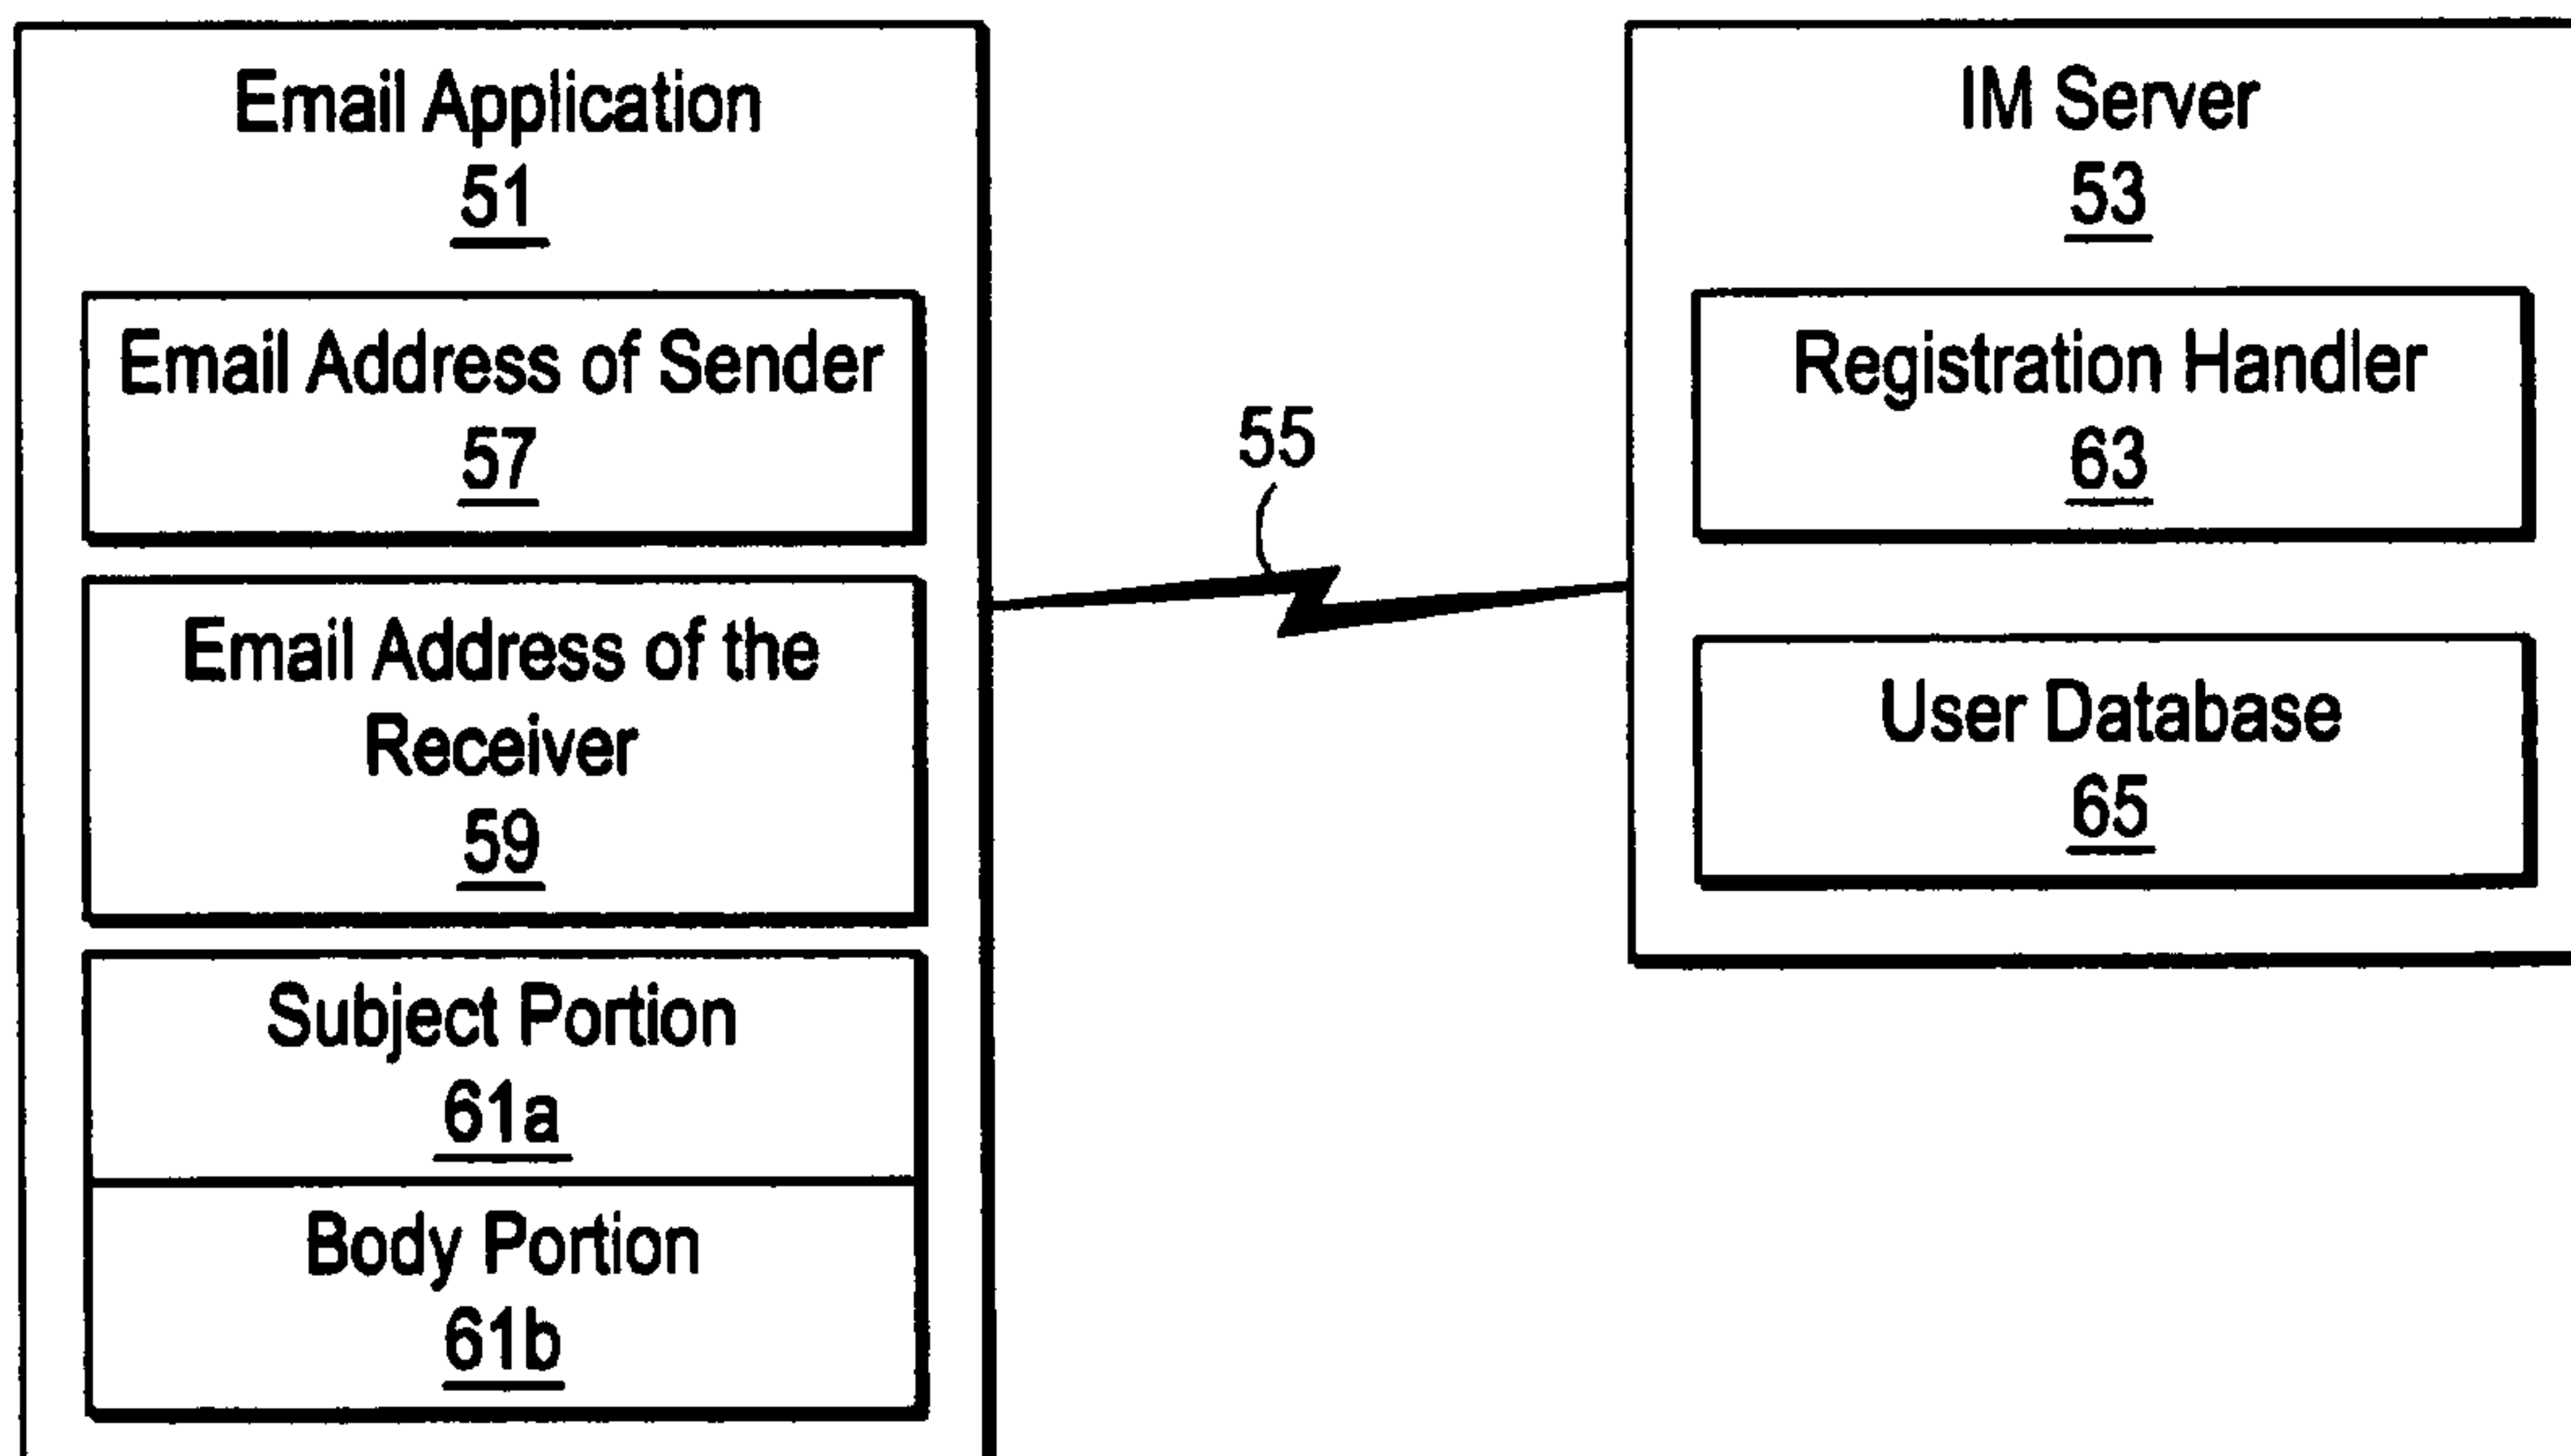 Email Application
51
Email Address of Sender
57
Email Address of the
Receiver
59
Subject Portion
61a
Body Portion
61b
55
IM Server
53
Registration Handler
63
User Database
65